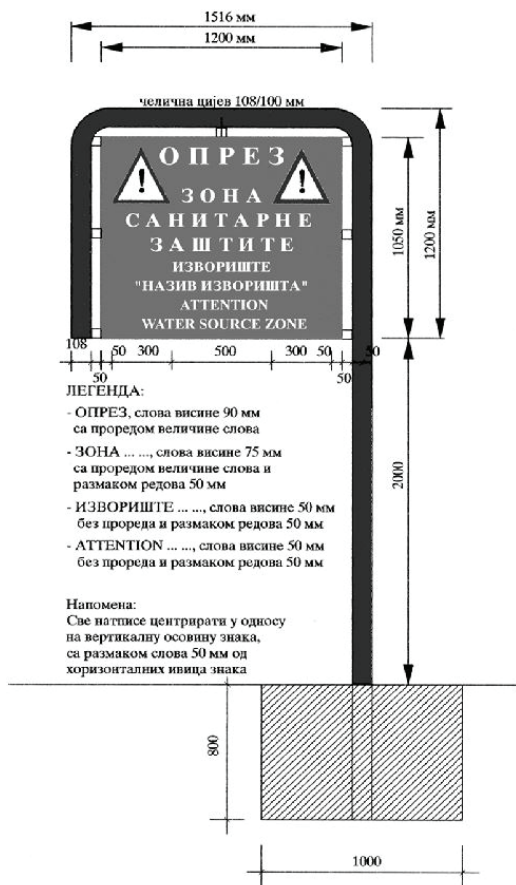 1516 мм
1200 мм
челична цијев 108/100 мм
ОПРЕЗ
ЗОНА
САНИТАРНЕ
ЗАШТИТЕ
ИЗВОРИШТЕ
"НАЗИВ ИЗВОРИШТА"
ATTENTION
WATER SOURCE ZONE
! !
1050 мм
1200 мм
108 50 300 500 300 50 50
50 50
ЛЕГЕНДА:
- ОПРЕЗ, слова висине 90 мм
са проредом величине слова
- ЗОНА ... ..., слова висине 75 мм
са проредом величине слова и
размаком редова 50 мм
- ИЗВОРИШТЕ ... ..., слова висине 50 мм
без прореда и размаком редова 50 мм
- ATTENTION ... ..., слова висине 50 мм
без прореда и размаком редова 50 мм
Напомена:
Све натписе центрирати у односу
на вертикалну осовину знака,
са размаком слова 50 мм од
хоризонталних ивица знака
2000
800
1000